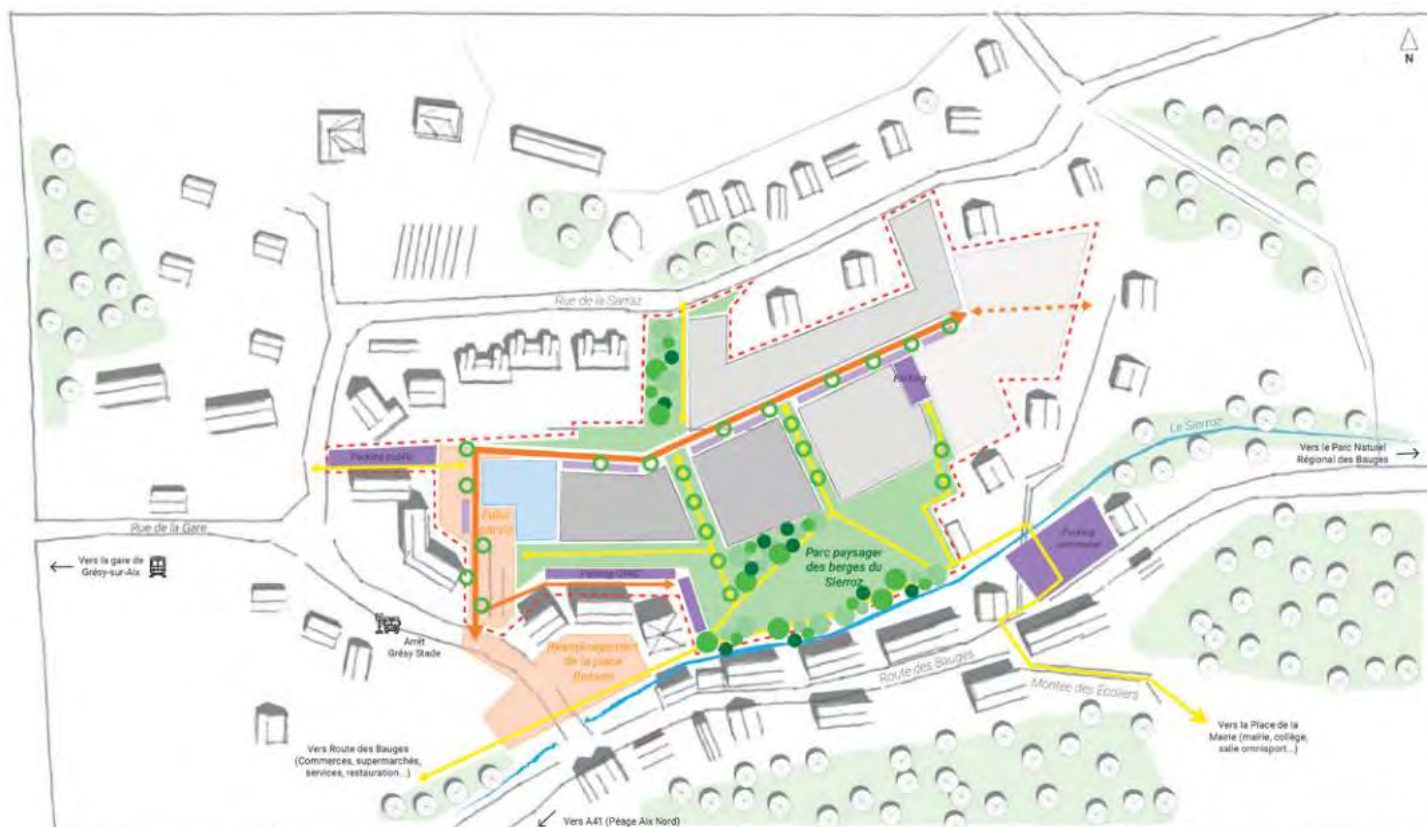 N
Rue de la Sarraz
Parking
Le Sierroz
Vers le Parc Naturel
Régional des Bauges
Parking public
Rue de la Gare
Futur
parvis
Parking
Vers la gare de
Grésy-sur-Aix
Parc paysager
des berges du
Sierroz
Parking
Arrêt
Grésy Stade
Réaménagement
de la place
Route des Bauges
Montée des Ecoliers
Vers la Place de la
Mairie (mairie, collège,
salle omnisport...)
Vers Route des Bauges
(Commerces, supermarchés,
services, restauration...)
Vers A41 (Péage Aix Nord)